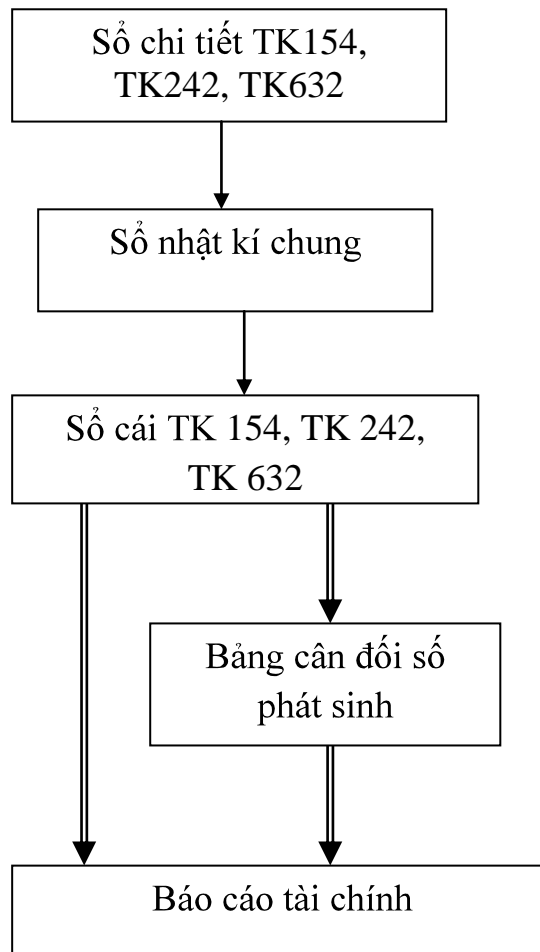 Sổ chi tiết TK154,
TK242, TK632
Sổ nhật kí chung
Sổ cái TK 154, TK 242,
TK 632
Bảng cân đối số
phát sinh
Báo cáo tài chính